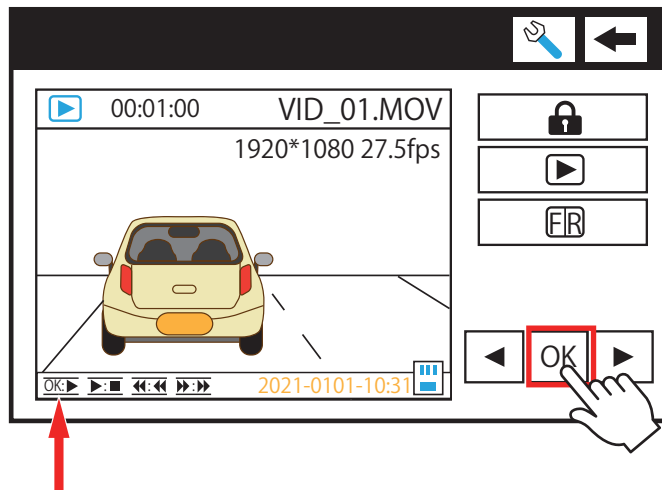 00:01:00 VID_01.MOV
1920*1080 27.5fps
FR
OK
OK:▶ ▶:■ ◀◀:◀◀ ▶▶:▶▶ 2021-0101-10:31